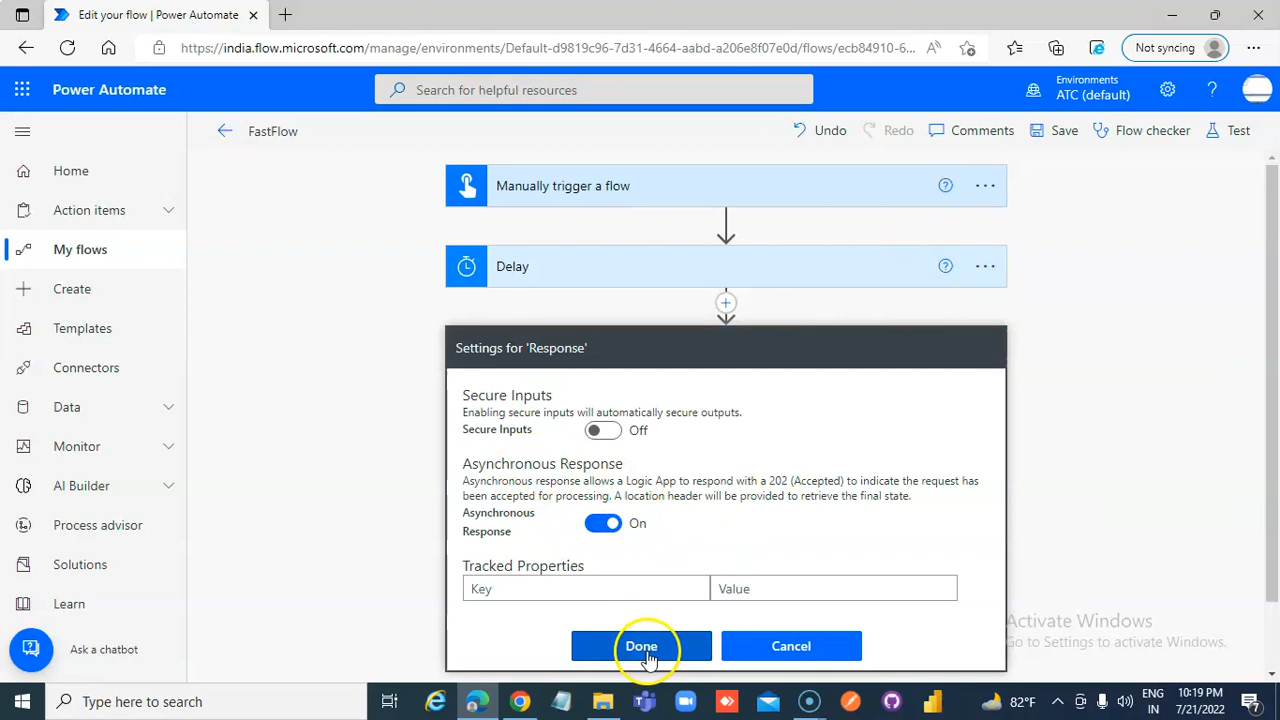 Edit your flow | Power Automate
https://india.flow.microsoft.com/manage/environments/Default-d9819c96-7d31-4664-aabd-a206e8f07e0d/flows/ecb84910-6...
Not syncing
Power Automate
Search for helpful resources
Environments
ATC (default)
FastFlow
Undo
Redo
Comments
Save
Flow checker
Test
Home
Action items
My flows
Create
Templates
Connectors
Data
Monitor
AI Builder
Process advisor
Solutions
Learn
Ask a chatbot
Manually trigger a flow
Delay
Settings for 'Response'
Secure Inputs
Enabling secure inputs will automatically secure outputs.
Secure Inputs
Off
Asynchronous Response
Asynchronous response allows a Logic App to respond with a 202 (Accepted) to indicate the request has
been accepted for processing. A location header will be provided to retrieve the final state.
Asynchronous
Response
On
Tracked Properties
Key
Value
Done
Cancel
Activate Windows
Go to Settings to activate Windows.
Type here to search
82°F
ENG
IN
10:19 PM
7/21/2022
7